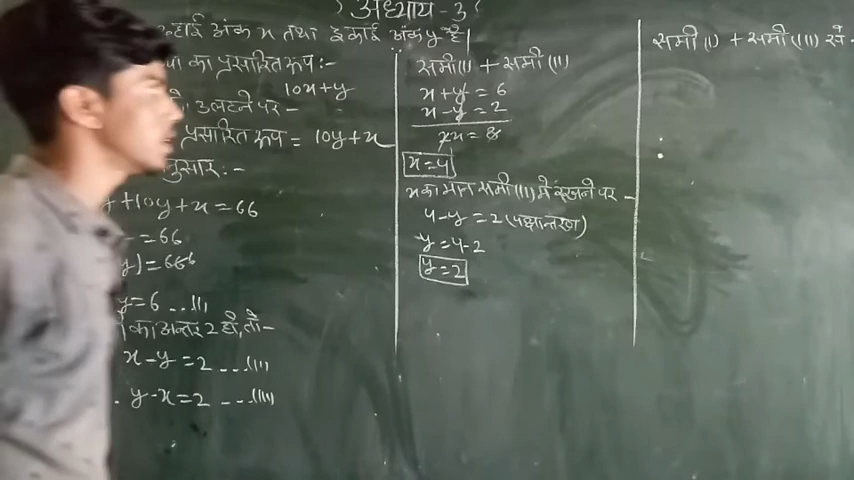 अध्याय-3
दहाई अंक x तथा इकाई अंक y है।
का प्रसारित रूप:-
10x+y
उलटने पर-
प्रसारित रूप = 10y+x
नुसार:-
+10y+x=66
=66
y)=666
y=6 ...(i)
का अन्तर 2 हो, तो-
x-y=2 ...(ii)
y-x=2 ...(iii)
समी(i) + समी(ii)
x+y=6
x-y=2
2x=8
x=4
x का मान समी(ii) में रखने पर-
4-y=2 (पक्षान्तरण)
-y=4-2
y=2
समी(i) + समी(iii) से-